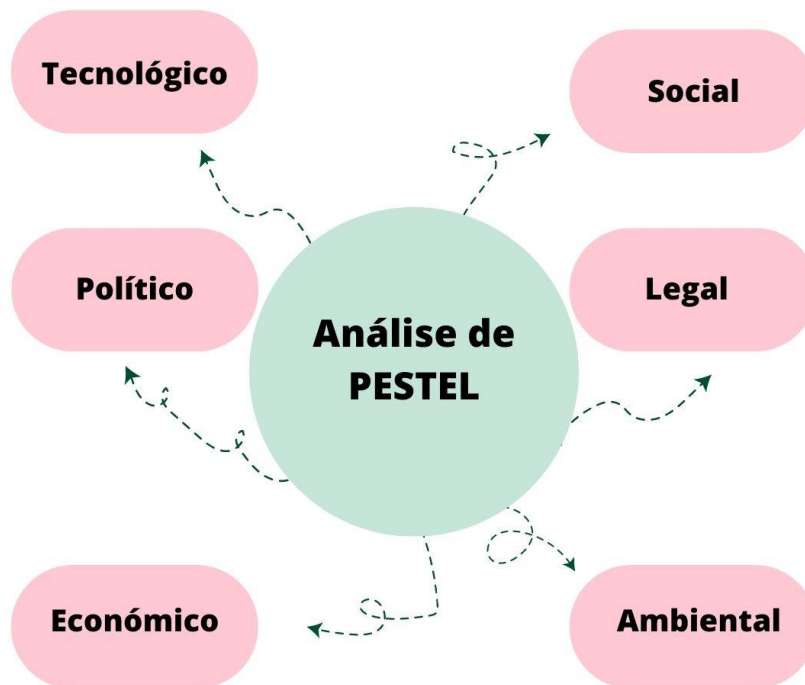 Tecnológico
Social
Político
Legal
Análise de
PESTEL
Económico
Ambiental